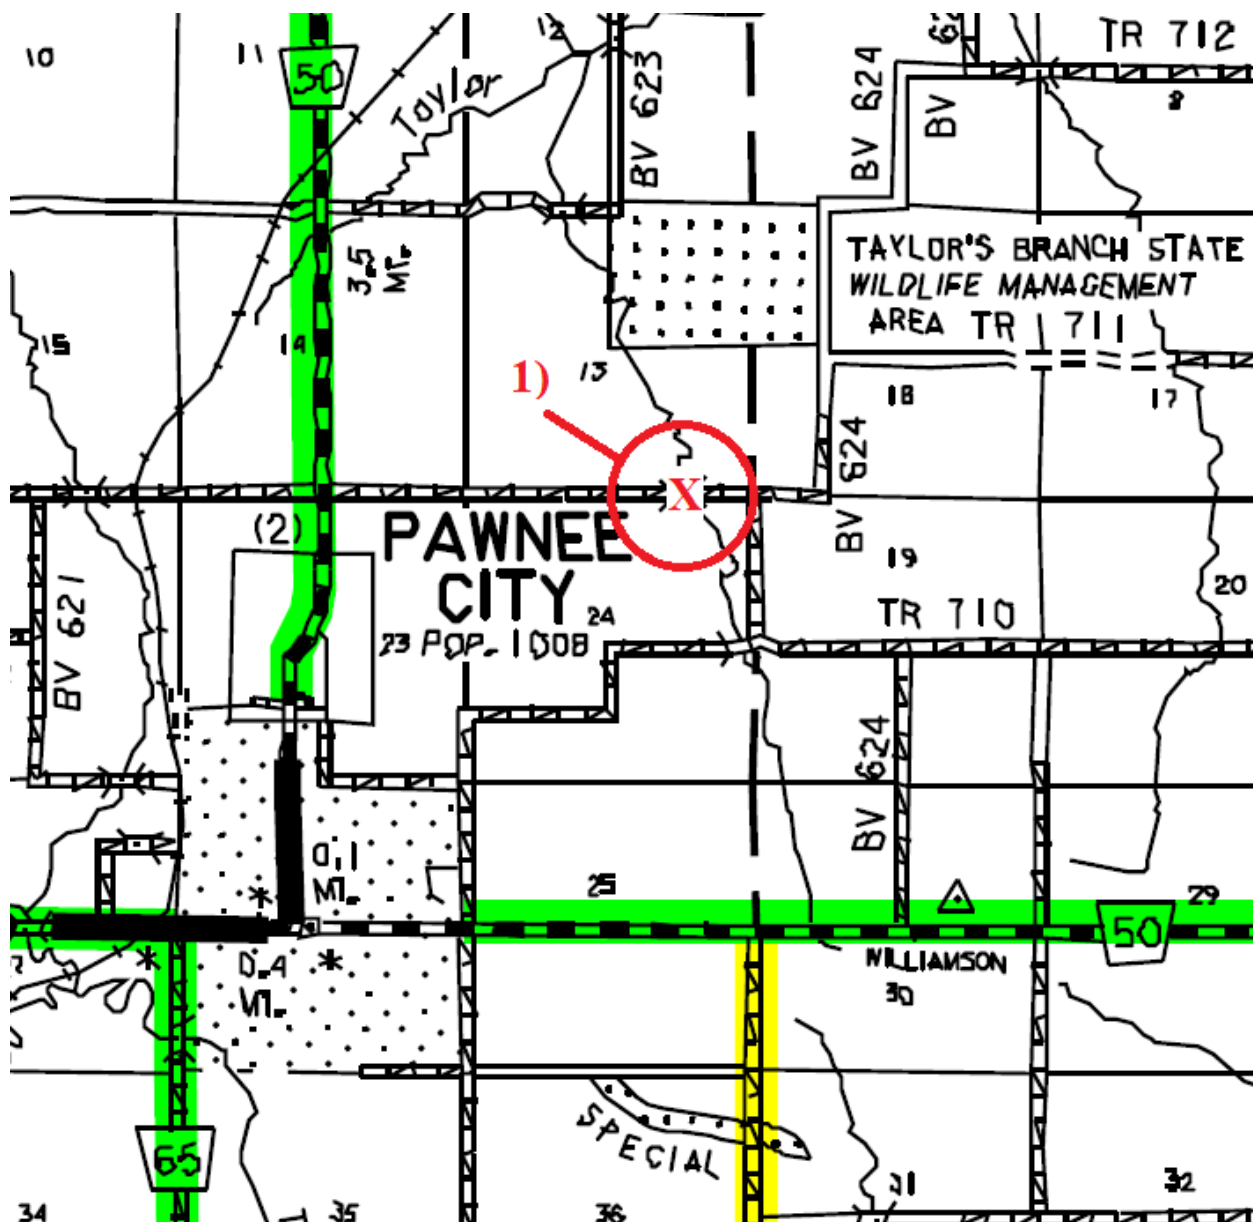 10
11
12
50
Taylor
BV 623
BV 624
BV
TR 712
3.5
MI.
TAYLOR'S BRANCH STATE
WILDLIFE MANAGEMENT
AREA TR 711
15
14
13
1)
18
17
BV 624
X
(2)
PAWNEE
CITY
23 POP. 1008
24
19
20
TR 710
BV 621
BV 624
0.1
MI.
25
29
50
0.4
MI.
WILLIAMSON
30
SPECIAL
65
34
35
36
31
32